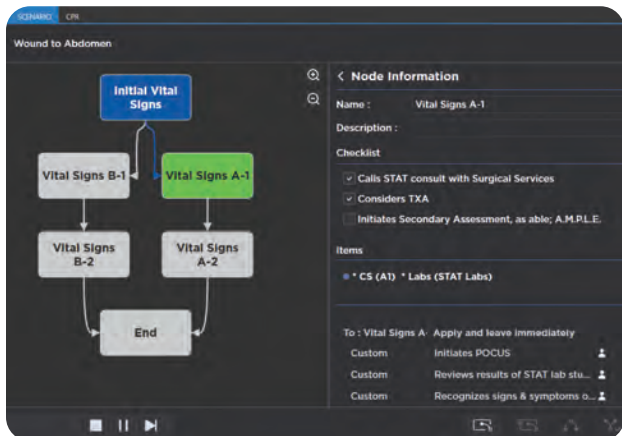 SCENARIO CPR
Wound to Abdomen
Initial Vital
Signs
Vital Signs B-1
Vital Signs A-1
Vital Signs
B-2
Vital Signs
A-2
End
< Node Information
Name : Vital Signs A-1
Description :
Checklist
Calls STAT consult with Surgical Services
Considers TXA
Initiates Secondary Assessment, as able; A.M.P.L.E.
Items
* CS (A1) * Labs (STAT Labs)
To : Vital Signs A- Apply and leave immediately
Custom Initiates POCUS
Custom Reviews results of STAT lab stu...
Custom Recognizes signs & symptoms o...